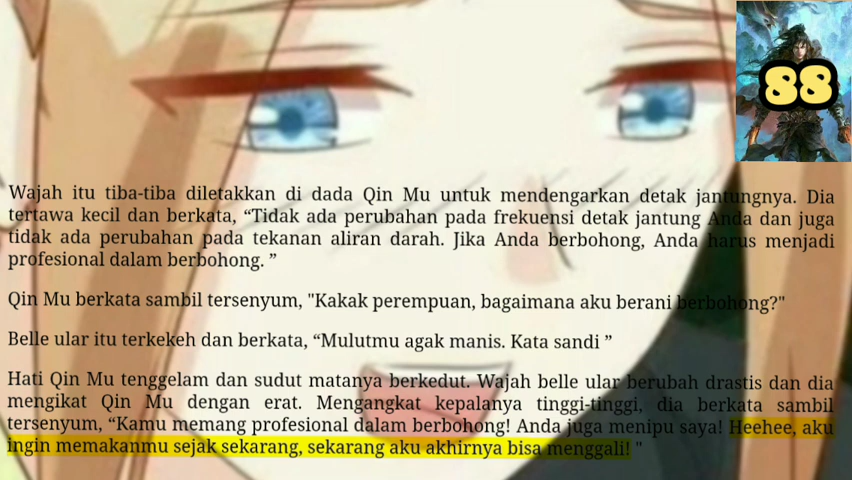 88
Wajah itu tiba-tiba diletakkan di dada Qin Mu untuk mendengarkan detak jantungnya. Dia
tertawa kecil dan berkata, “Tidak ada perubahan pada frekuensi detak jantung Anda dan juga
tidak ada perubahan pada tekanan aliran darah. Jika Anda berbohong, Anda harus menjadi
profesional dalam berbohong. ”
Qin Mu berkata sambil tersenyum, "Kakak perempuan, bagaimana aku berani berbohong?"
Belle ular itu terkekeh dan berkata, “Mulutmu agak manis. Kata sandi ”
Hati Qin Mu tenggelam dan sudut matanya berkedut. Wajah belle ular berubah drastis dan dia
mengikat Qin Mu dengan erat. Mengangkat kepalanya tinggi-tinggi, dia berkata sambil
tersenyum, “Kamu memang profesional dalam berbohong! Anda juga menipu saya! Heehee, aku
ingin memakanmu sejak sekarang, sekarang aku akhirnya bisa menggali! "